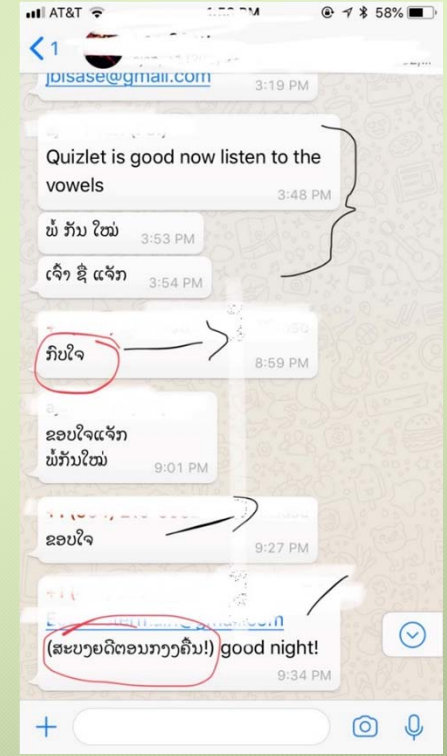 AT&T
58%
1
jbisase@gmail.com
3:19 PM
Quizlet is good now listen to the
vowels
3:48 PM
ພໍ້ ກັນ ໃໝ່
3:53 PM
ເຈົ້າ ຊື່ ແຈັກ
3:54 PM
ກົບໃຈ
8:59 PM
ຂອບໃຈແຈັກ
ພໍ້ກັນໃໝ່
9:01 PM
ຂອບໃຈ
9:27 PM
(ສະບງຍດີຕອນກງງຄືນ!) good night!
9:34 PM